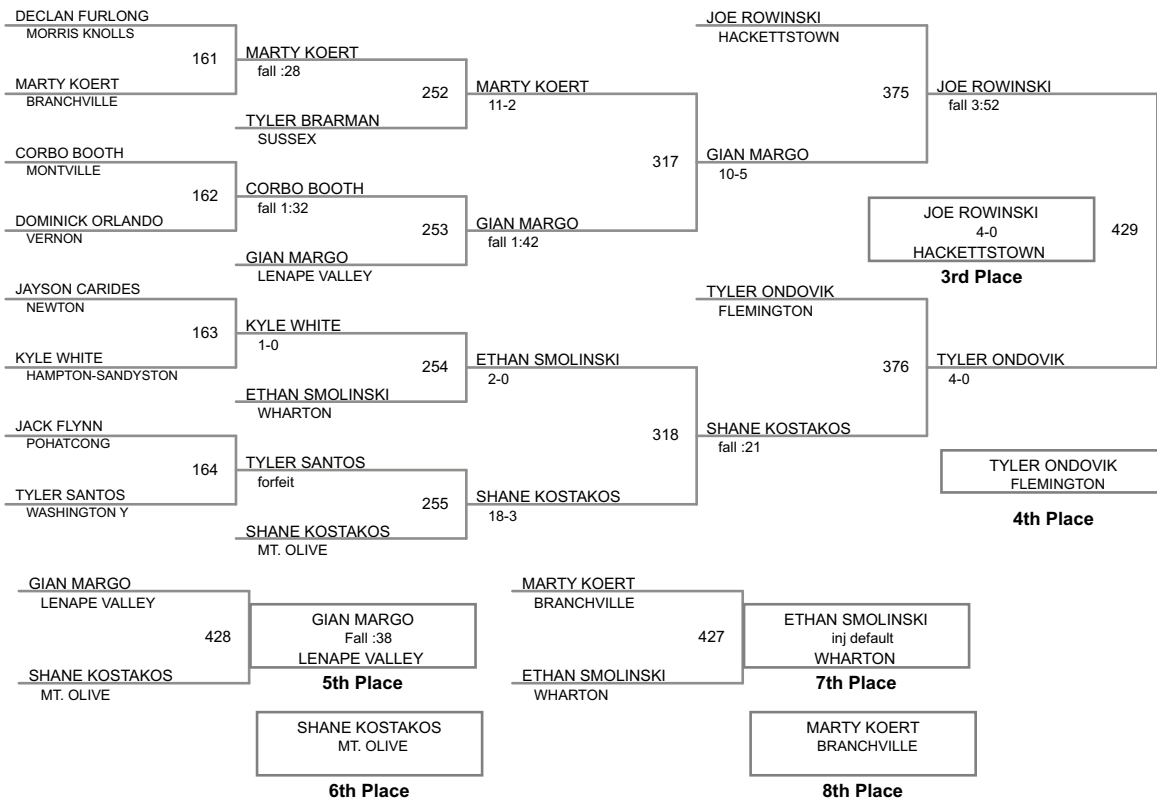 DECLAN FURLONG
MORRIS KNOLLS
161
MARTY KOERT
BRANCHVILLE
CORBO BOOTH
MONTVILLE
162
DOMINICK ORLANDO
VERNON
JAYSON CARIDES
NEWTON
163
KYLE WHITE
HAMPTON-SANDYSTON
JACK FLYNN
POHATCONG
164
TYLER SANTOS
WASHINGTON Y
MARTY KOERT
fall :28
252
TYLER BRARMAN
SUSSEX
CORBO BOOTH
fall 1:32
253
GIAN MARGO
LENAPE VALLEY
KYLE WHITE
1-0
254
ETHAN SMOLINSKI
WHARTON
TYLER SANTOS
forfeit
255
SHANE KOSTAKOS
MT. OLIVE
MARTY KOERT
11-2
317
GIAN MARGO
fall 1:42
ETHAN SMOLINSKI
2-0
318
SHANE KOSTAKOS
18-3
JOE ROWINSKI
HACKETTSTOWN
375
GIAN MARGO
10-5
TYLER ONDOVIK
FLEMINGTON
376
SHANE KOSTAKOS
fall :21
JOE ROWINSKI
fall 3:52
JOE ROWINSKI
4-0
HACKETTSTOWN
429
3rd Place
TYLER ONDOVIK
4-0
TYLER ONDOVIK
FLEMINGTON
4th Place
GIAN MARGO
LENAPE VALLEY
428
SHANE KOSTAKOS
MT. OLIVE
GIAN MARGO
Fall :38
LENAPE VALLEY
5th Place
SHANE KOSTAKOS
MT. OLIVE
6th Place
MARTY KOERT
BRANCHVILLE
427
ETHAN SMOLINSKI
WHARTON
ETHAN SMOLINSKI
inj default
WHARTON
7th Place
MARTY KOERT
BRANCHVILLE
8th Place